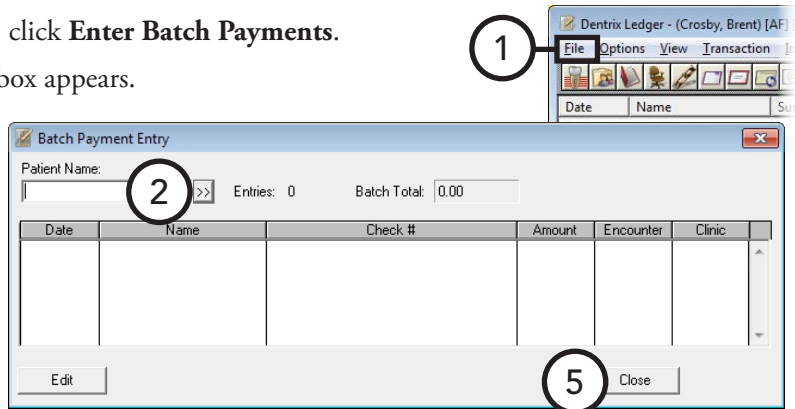 click Enter Batch Payments.
box appears.
1
Dentrix Ledger - (Crosby, Brent) [AF]
File Options View Transaction
Date Name
Batch Payment Entry
Patient Name:
2 >> Entries: 0 Batch Total: 0.00
Date Name Check # Amount Encounter Clinic
Edit 5 Close